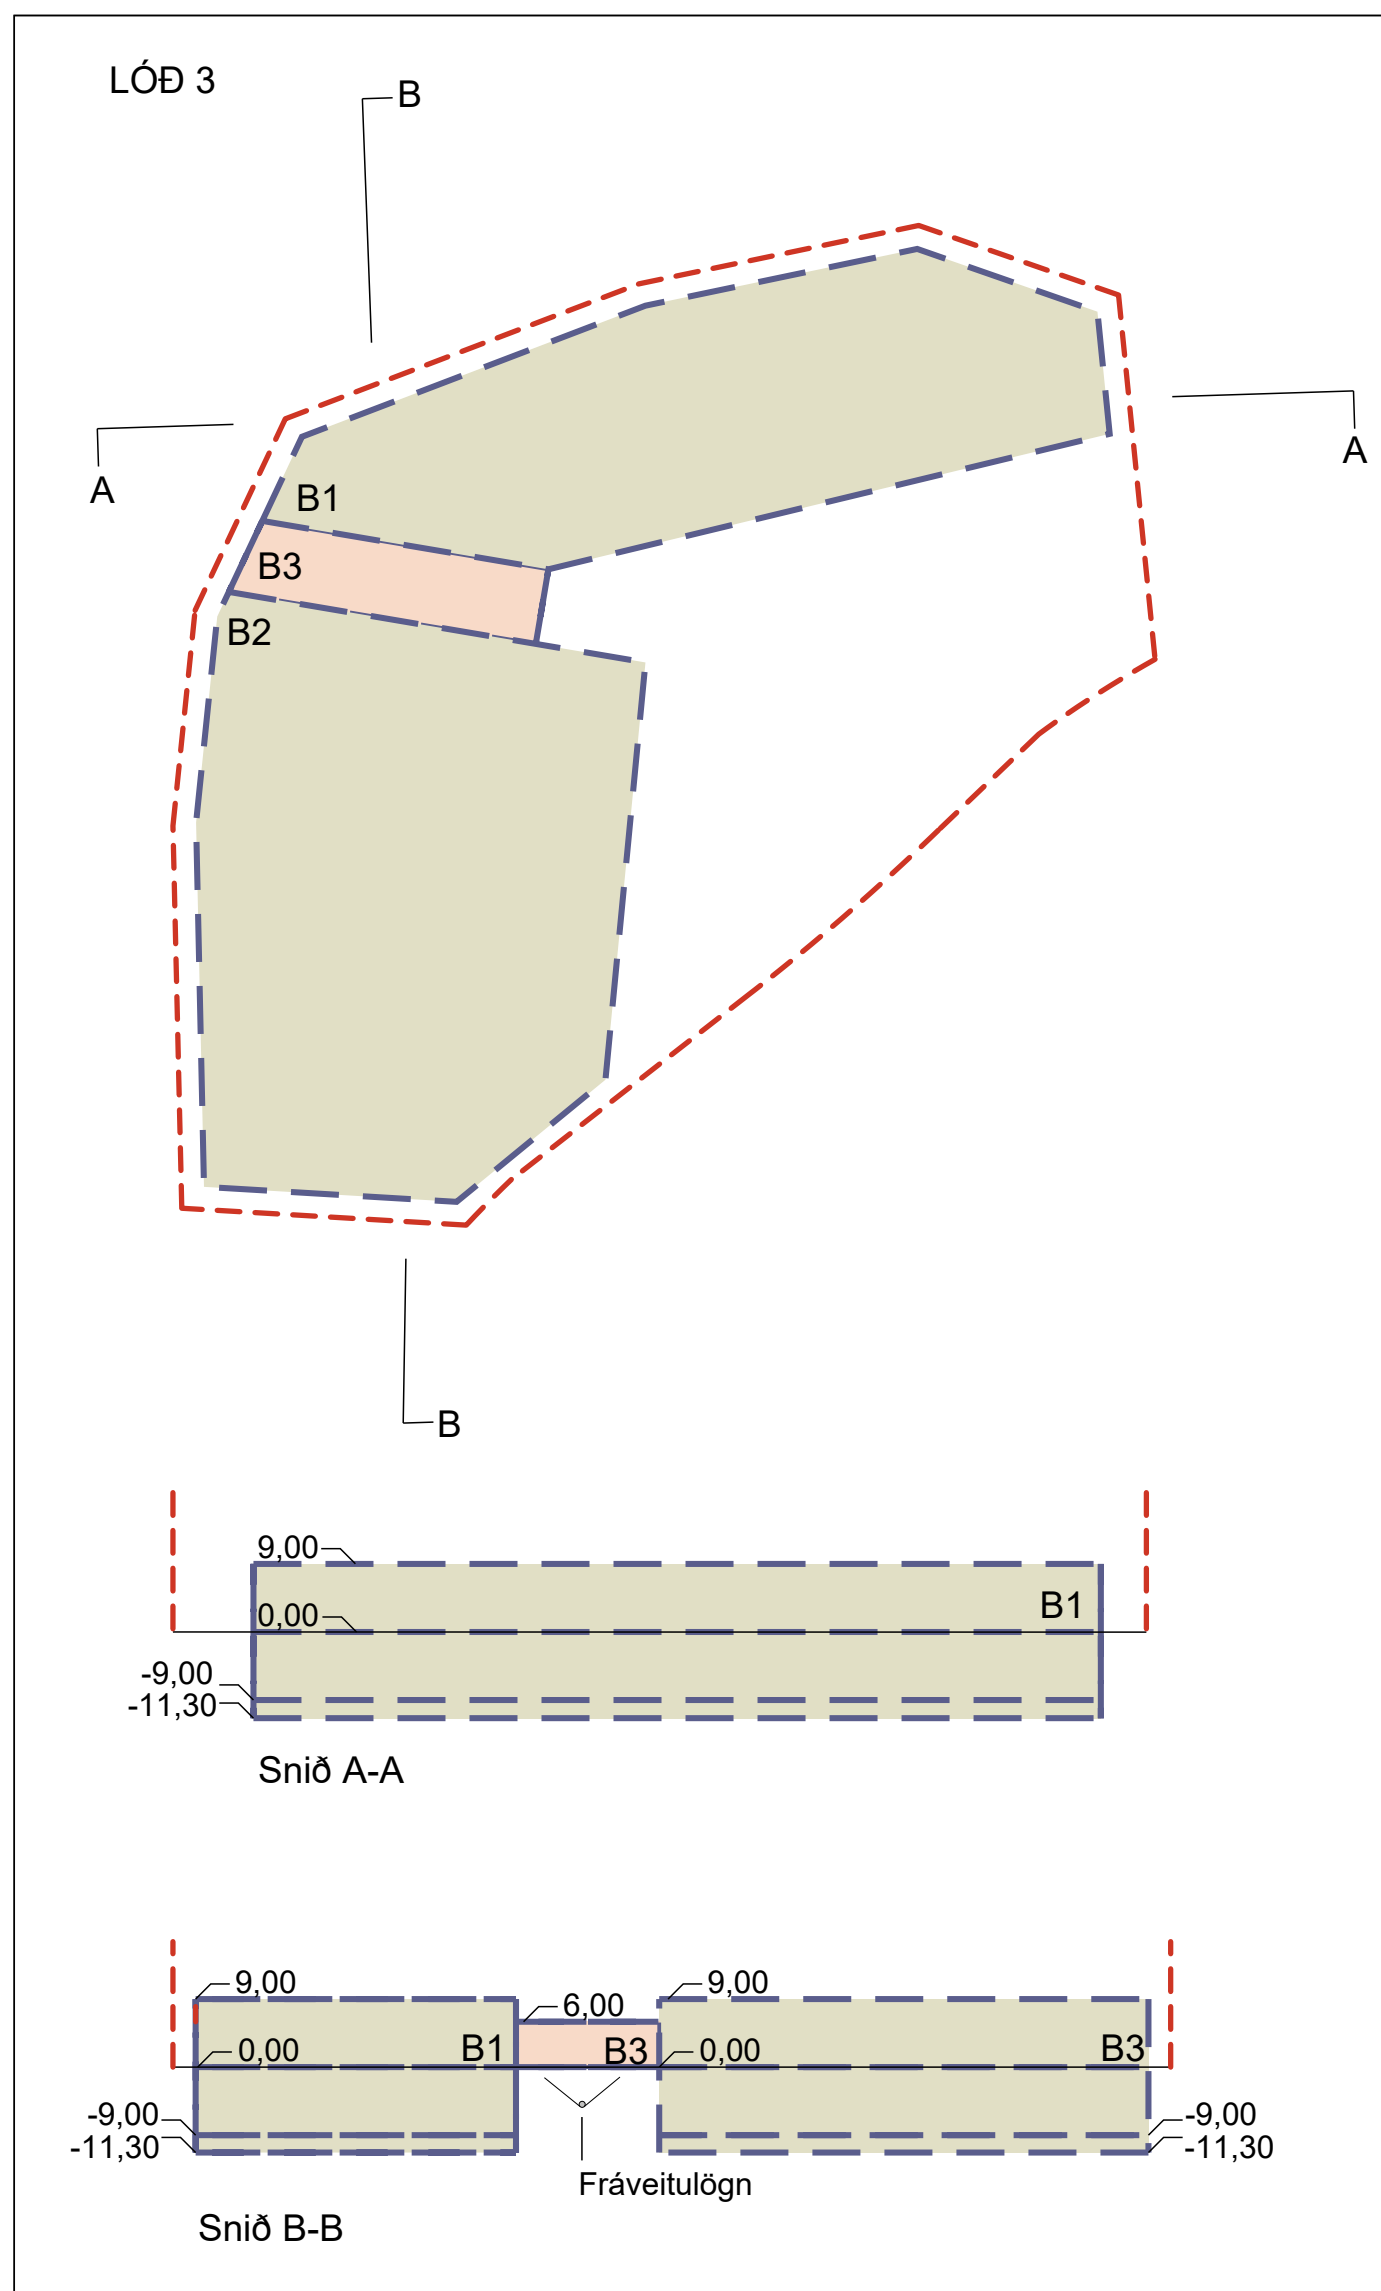 LÓÐ 3
B
A
A
B1
B3
B2
B
9,00
0,00
B1
-9,00
-11,30
Snið A-A
9,00
6,00
9,00
0,00
B1
B3
0,00
B3
-9,00
-11,30
-9,00
-11,30
Fráveitulögn
Snið B-B